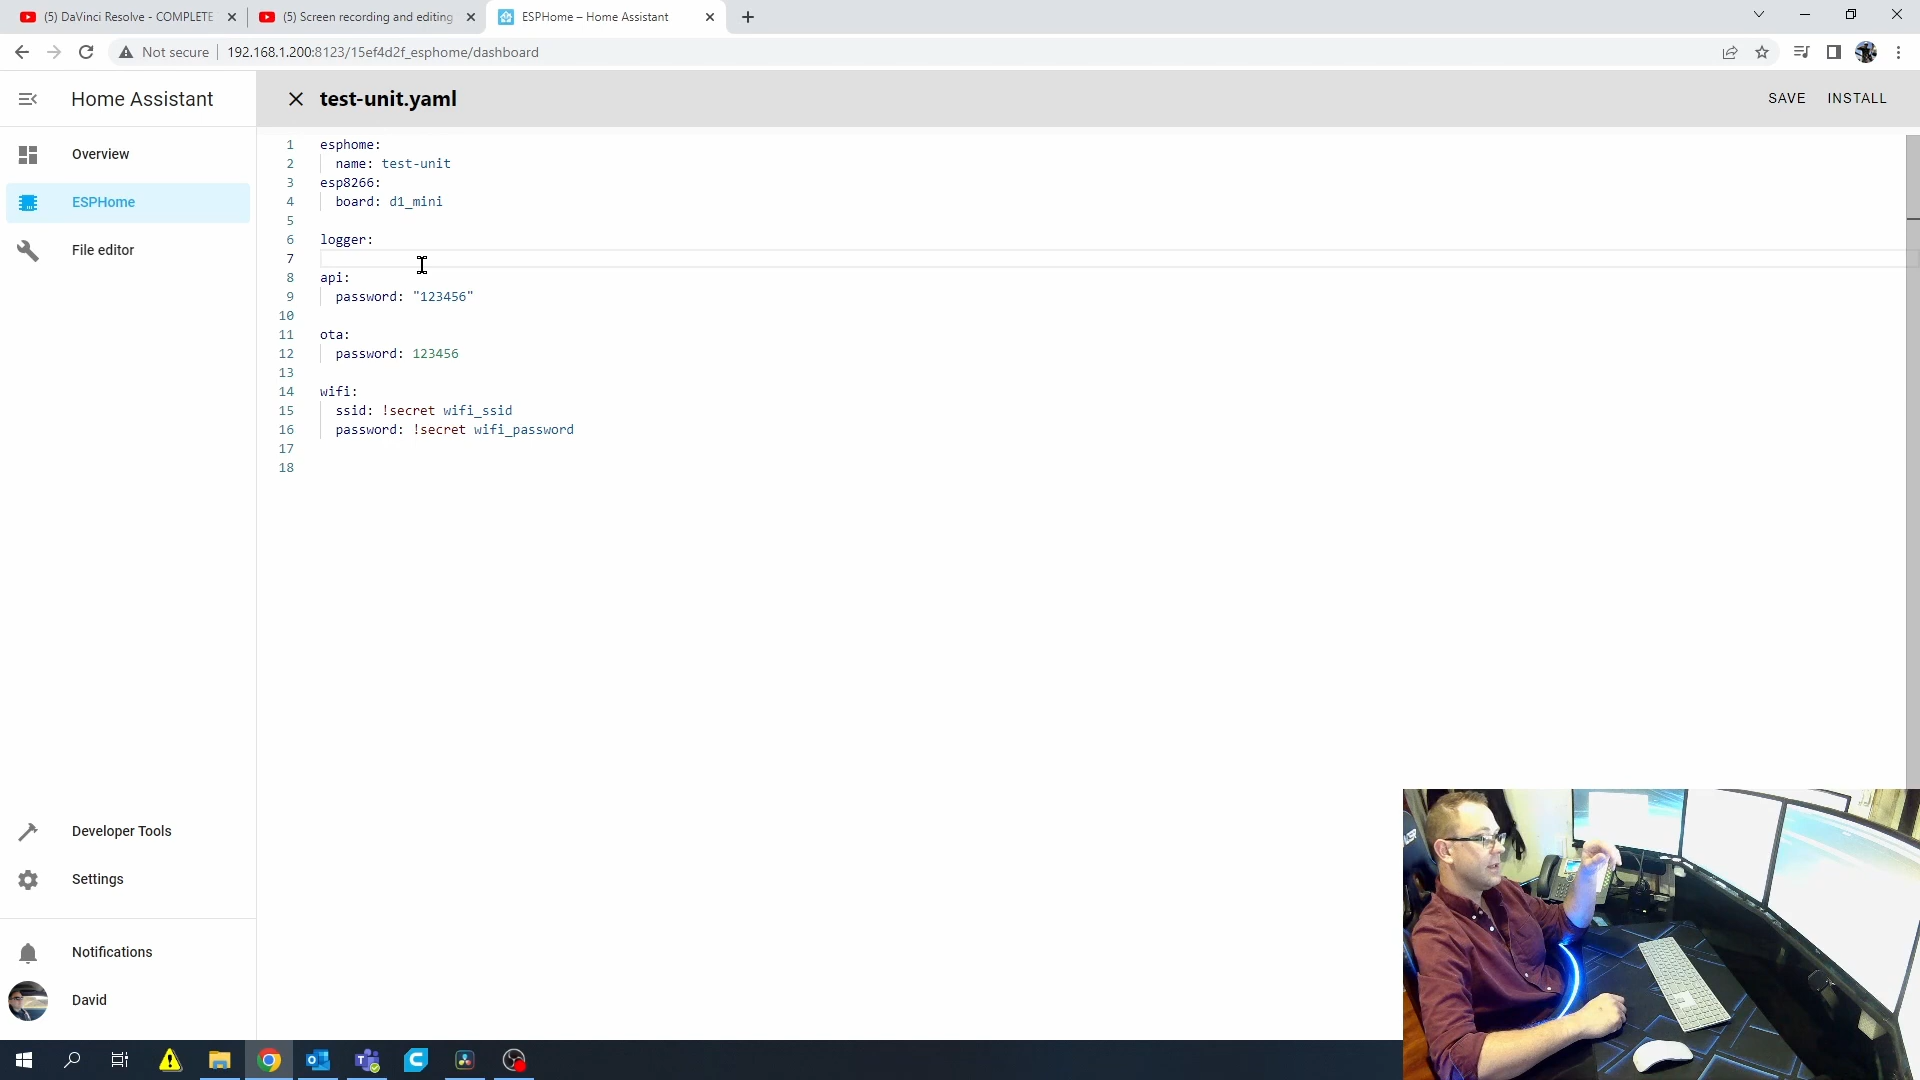 (5) DaVinci Resolve - COMPLETE
(5) Screen recording and editing
ESPHome – Home Assistant
Not secure
192.168.1.200:8123/15ef4d2f_esphome/dashboard
Home Assistant
test-unit.yaml
SAVE
INSTALL
Overview
ESPHome
File editor
Developer Tools
Settings
Notifications
David
1 esphome:
2 name: test-unit
3 esp8266:
4 board: d1_mini
5
6 logger:
7
8 api:
9 password: "123456"
10
11 ota:
12 password: 123456
13
14 wifi:
15 ssid: !secret wifi_ssid
16 password: !secret wifi_password
17
18